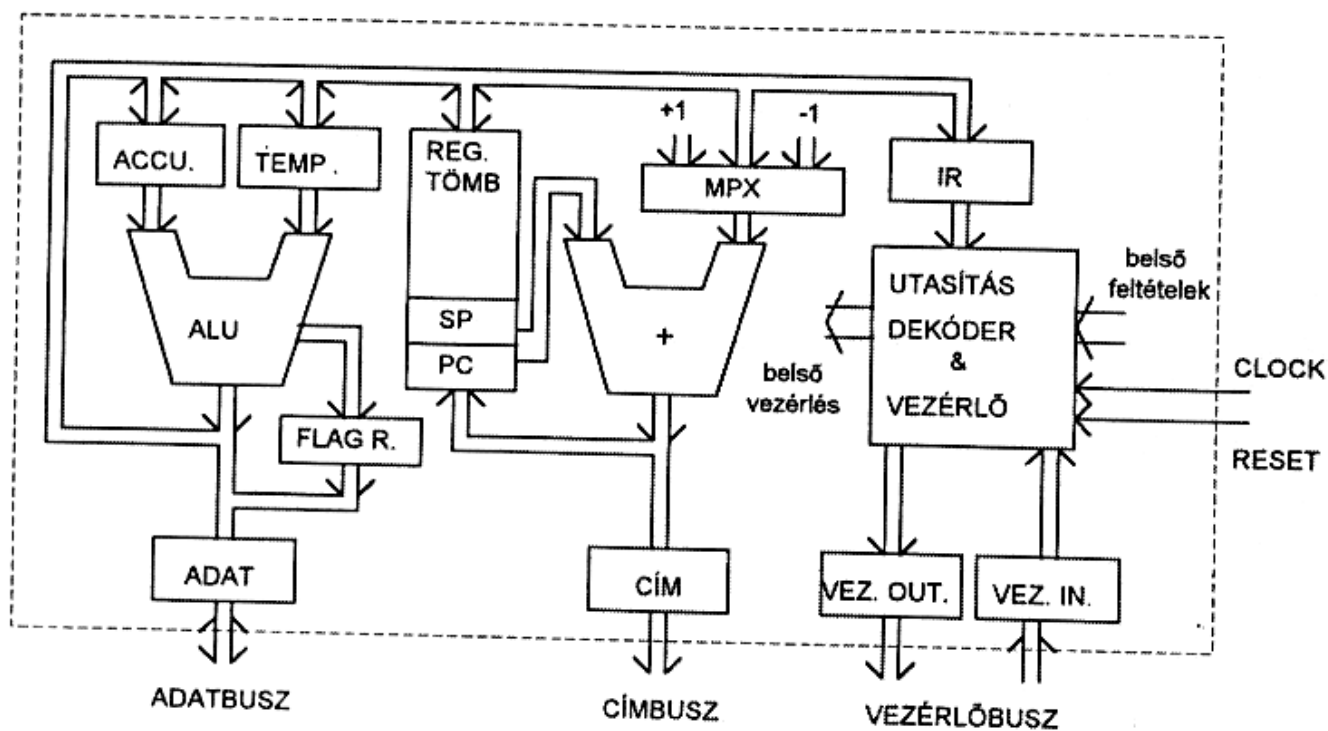 ACCU.
TEMP.
REG.
TÖMB
+1
-1
MPX
IR
ALU
SP
PC
+
UTASÍTÁS
DEKÓDER
&
VEZÉRLŐ
belső
feltételek
belső
vezérlés
CLOCK
RESET
FLAG R.
ADAT
CÍM
VEZ. OUT.
VEZ. IN.
ADATBUSZ
CÍMBUSZ
VEZÉRLŐBUSZ